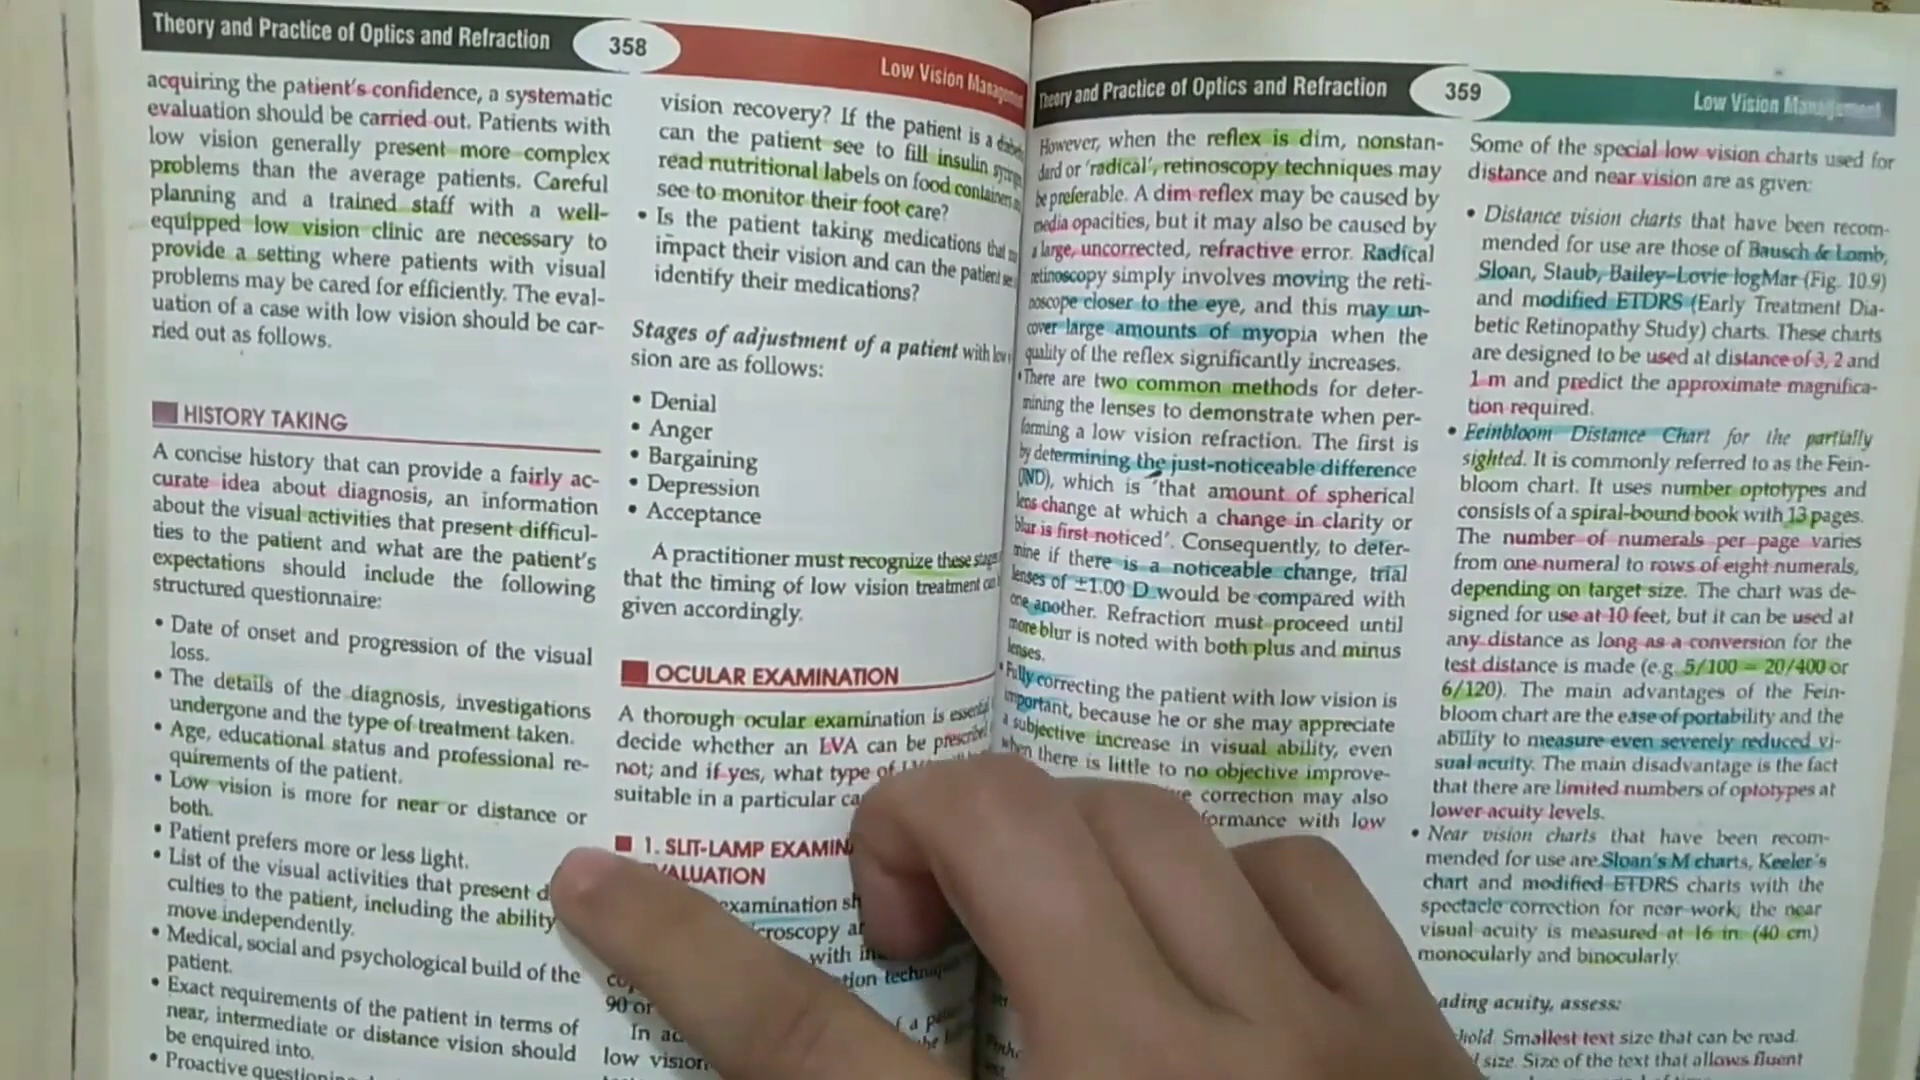 Theory and Practice of Optics and Refraction
358
Low Vision
acquiring the patient's confidence, a systematic
evaluation should be carried out. Patients with
low vision generally present more complex
problems than the average patients. Careful
planning and a trained staff with a well-
equipped low vision clinic are necessary to
provide a setting where patients with visual
problems may be cared for efficiently. The eval-
uation of a case with low vision should be car-
ried out as follows.
HISTORY TAKING
A concise history that can provide a fairly ac-
curate idea about diagnosis, an information
about the visual activities that present difficul-
ties to the patient and what are the patient's
expectations should include the following
structured questionnaire:
• Date of onset and progression of the visual
loss.
• The details of the diagnosis, investigations
undergone and the type of treatment taken.
• Age, educational status and professional re-
quirements of the patient.
• Low vision is more for near or distance or
both.
• Patient prefers more or less light.
• List of the visual activities that present
culties to the patient, including the ability
move independently.
• Medical, social and psychological build of the
patient.
• Exact requirements of the patient in terms of
near, intermediate or distance vision should
be enquired into.
• Proactive
vision recovery? If the patient is a
can the patient see to fill insulin
read nutritional labels on food
see to monitor their foot care?
• Is the patient taking medications
impact their vision and can the patient
identify their medications?
Stages of adjustment of a patient with
sion are as follows:
• Denial
• Anger
• Bargaining
• Depression
• Acceptance
A practitioner must recognize these
that the timing of low vision treatment
given accordingly.
OCULAR EXAMINATION
A thorough ocular examination is
decide whether an LVA can be
not; and if yes, what type of
suitable in a particular
1. SLIT-LAMP
examination
with
90 or
In
low vision
Theory and Practice of Optics and Refraction
359
Low Vision Management
However, when the reflex is dim, nonstan-
dard or 'radical', retinoscopy techniques may
be preferable. A dim reflex may be caused by
media opacities, but it may also be caused by
a large, uncorrected, refractive error. Radical
retinoscopy simply involves moving the reti-
noscope closer to the eye, and this may un-
cover large amounts of myopia when the
quality of the reflex significantly increases.
• There are two common methods for deter-
mining the lenses to demonstrate when per-
forming a low vision refraction. The first is
by determining the just-noticeable difference
(JND), which is 'that amount of spherical
lens change at which a change in clarity or
blur is first noticed'. Consequently, to deter-
mine if there is a noticeable change, trial
lenses of ±1.00 D would be compared with
one another. Refraction must proceed until
more blur is noted with both plus and minus
lenses.
• Fully correcting the patient with low vision is
important, because he or she may appreciate
a subjective increase in visual ability, even
when there is little to no objective improve-
correction may also
with low
Some of the special low vision charts used for
distance and near vision are as given:
• Distance vision charts that have been recom-
mended for use are those of Bausch & Lomb,
Sloan, Staub, Bailey–Lovie logMar (Fig. 10.9)
and modified ETDRS (Early Treatment Dia-
betic Retinopathy Study) charts. These charts
are designed to be used at distance of 3, 2 and
1 m and predict the approximate magnifica-
tion required.
• Feinbloom Distance Chart for the partially
sighted. It is commonly referred to as the Fein-
bloom chart. It uses number optotypes and
consists of a spiral-bound book with 13 pages.
The number of numerals per page varies
from one numeral to rows of eight numerals,
depending on target size. The chart was de-
signed for use at 10 feet, but it can be used at
any distance as long as a conversion for the
test distance is made (e.g. 5/100 = 20/400 or
6/120). The main advantages of the Fein-
bloom chart are the ease of portability and the
ability to measure even severely reduced vi-
sual acuity. The main disadvantage is the fact
that there are limited numbers of optotypes at
lower acuity levels.
• Near vision charts that have been recom-
mended for use are Sloan's M charts, Keeler's
chart and modified ETDRS charts with the
spectacle correction for near work; the near
visual acuity is measured at 16 in. (40 cm)
monocularly and binocularly.
acuity, assess:
Smallest text size that can be read.
size. Size of the text that allows fluent